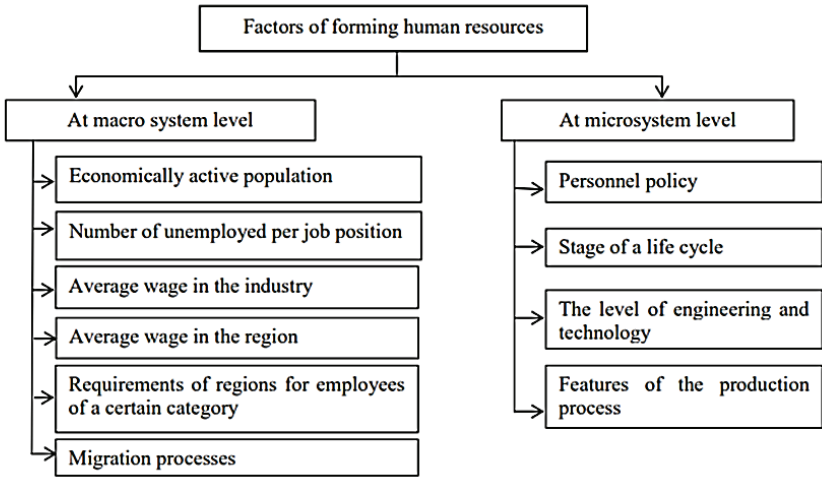 Factors of forming human resources
At macro system level
Economically active population
Number of unemployed per job position
Average wage in the industry
Average wage in the region
Requirements of regions for employees
of a certain category
Migration processes
At microsystem level
Personnel policy
Stage of a life cycle
The level of engineering and
technology
Features of the production
process